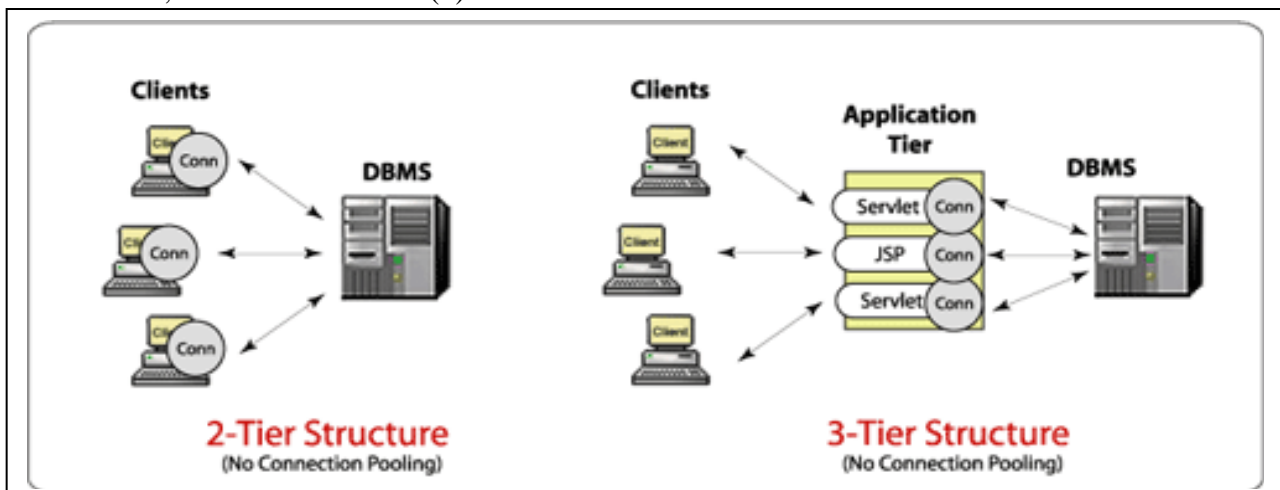 (
)
Clients
Client
Conn
Conn
Conn
DBMS
2-Tier Structure
(No Connection Pooling)
Clients
Client
Client
Client
Application
Tier
Servlet
Conn
JSP
Conn
Servlet
Conn
DBMS
3-Tier Structure
(No Connection Pooling)